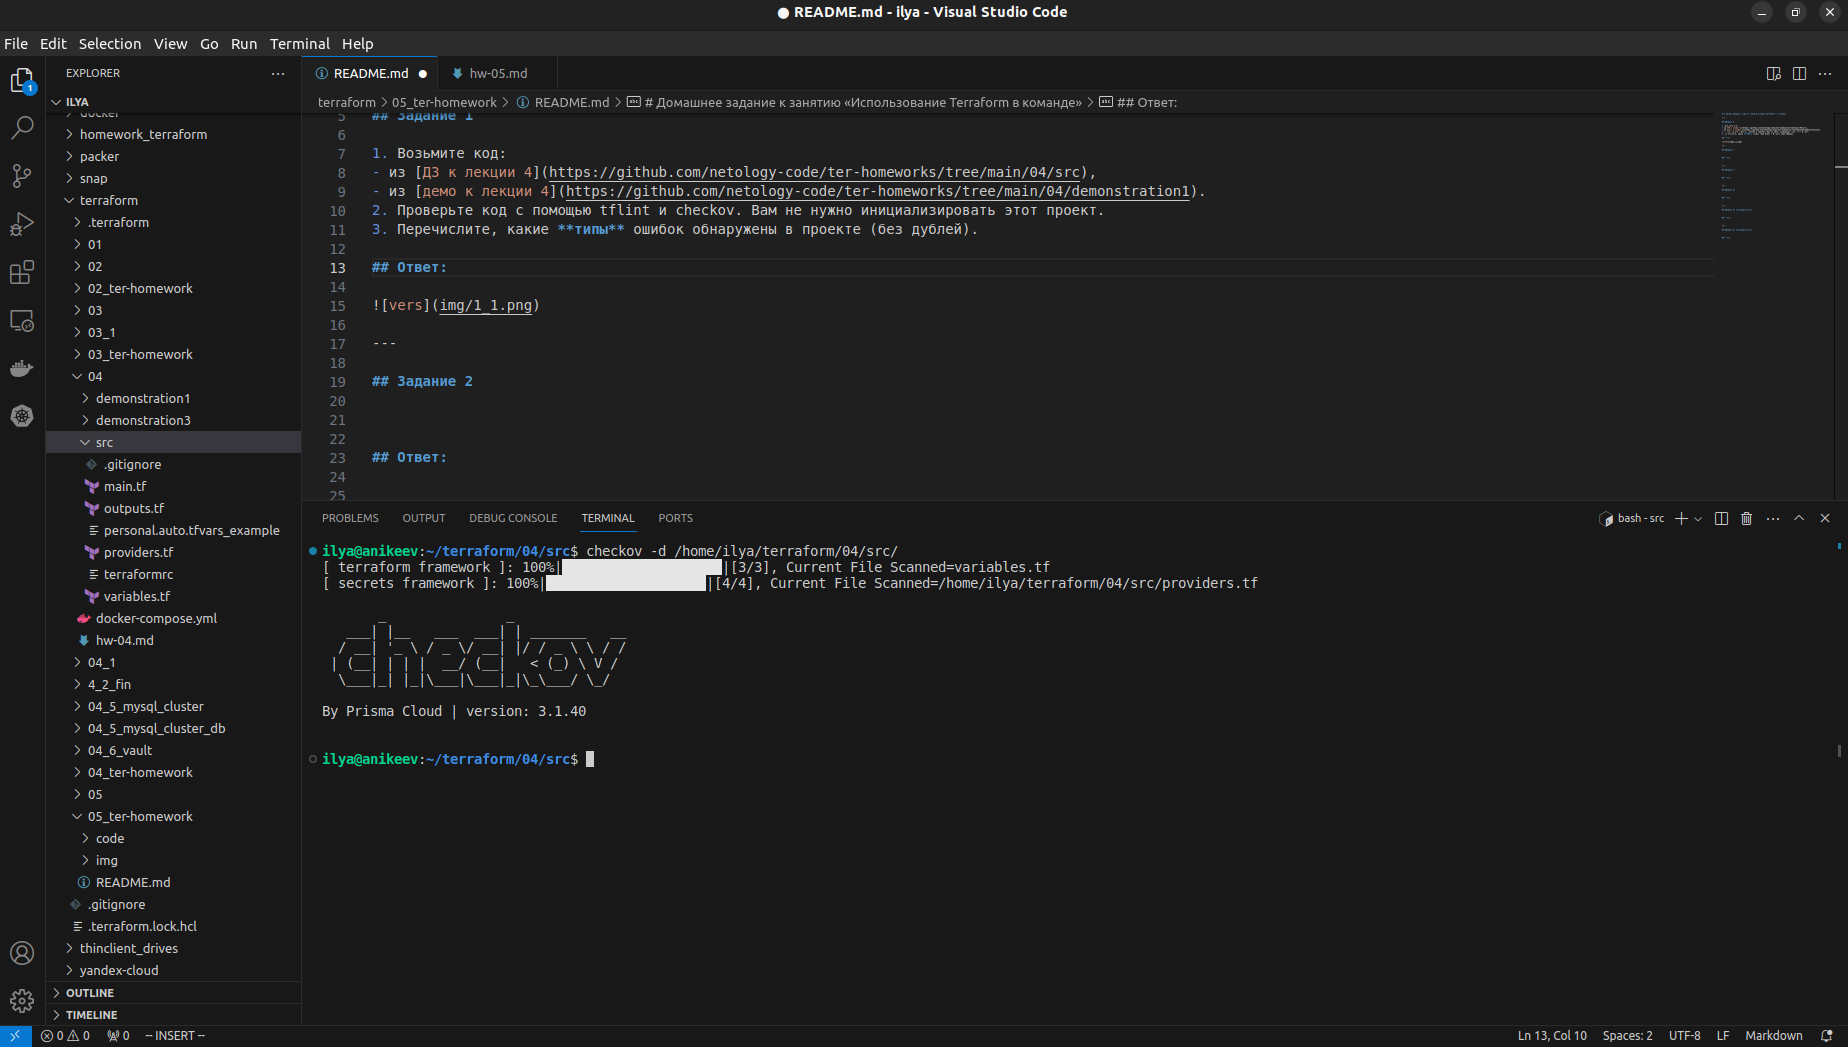 ● README.md - ilya - Visual Studio Code
File Edit Selection View Go Run Terminal Help
EXPLORER
ILYA
docker
homework_terraform
packer
snap
terraform
.terraform
01
02
02_ter-homework
03
03_1
03_ter-homework
04
demonstration1
demonstration3
src
.gitignore
main.tf
outputs.tf
personal.auto.tfvars_example
providers.tf
terraformrc
variables.tf
docker-compose.yml
hw-04.md
04_1
4_2_fin
04_5_mysql_cluster
04_5_mysql_cluster_db
04_6_vault
04_ter-homework
05
05_ter-homework
code
img
README.md
.gitignore
.terraform.lock.hcl
thinclient_drives
yandex-cloud
OUTLINE
TIMELINE
README.md ●
hw-05.md
terraform > 05_ter-homework > README.md > # Домашнее задание к занятию «Использование Terraform в команде» > ## Ответ:
5 ## Задание 1
6
7 1. Возьмите код:
8 - из [ДЗ к лекции 4](https://github.com/netology-code/ter-homeworks/tree/main/04/src),
9 - из [демо к лекции 4](https://github.com/netology-code/ter-homeworks/tree/main/04/demonstration1).
10 2. Проверьте код с помощью tflint и checkov. Вам не нужно инициализировать этот проект.
11 3. Перечислите, какие **типы** ошибок обнаружены в проекте (без дублей).
12
13 ## Ответ:
14
15 ![vers](img/1_1.png)
16
17 ---
18
19 ## Задание 2
20
21
22
23 ## Ответ:
24
25
PROBLEMS OUTPUT DEBUG CONSOLE TERMINAL PORTS
bash - src
ilya@anikeev:~/terraform/04/src$ checkov -d /home/ilya/terraform/04/src/
[ terraform framework ]: 100%|████████████████████|[3/3], Current File Scanned=variables.tf
[ secrets framework ]: 100%|████████████████████|[4/4], Current File Scanned=/home/ilya/terraform/04/src/providers.tf
checkov
By Prisma Cloud | version: 3.1.40
ilya@anikeev:~/terraform/04/src$
1
0 0 0 -- INSERT --
Ln 13, Col 10 Spaces: 2 UTF-8 LF Markdown